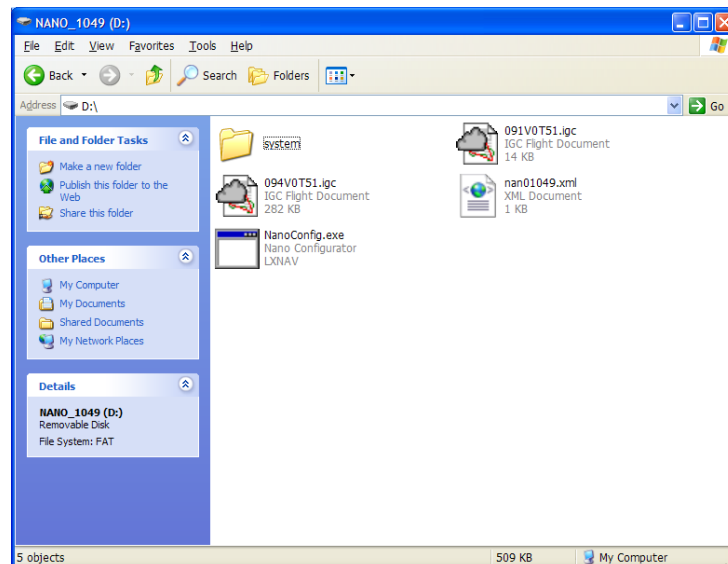 NANO_1049 (D:)
File Edit View Favorites Tools Help
Back Search Folders
Address D:\ Go
File and Folder Tasks
Make a new folder
Publish this folder to the
Web
Share this folder
Other Places
My Computer
My Documents
Shared Documents
My Network Places
Details
NANO_1049 (D:)
Removable Disk
File System: FAT
system
091V0T51.igc
IGC Flight Document
14 KB
094V0T51.igc
IGC Flight Document
282 KB
nan01049.xml
XML Document
1 KB
NanoConfig.exe
Nano Configurator
LXNAV
5 objects 509 KB My Computer